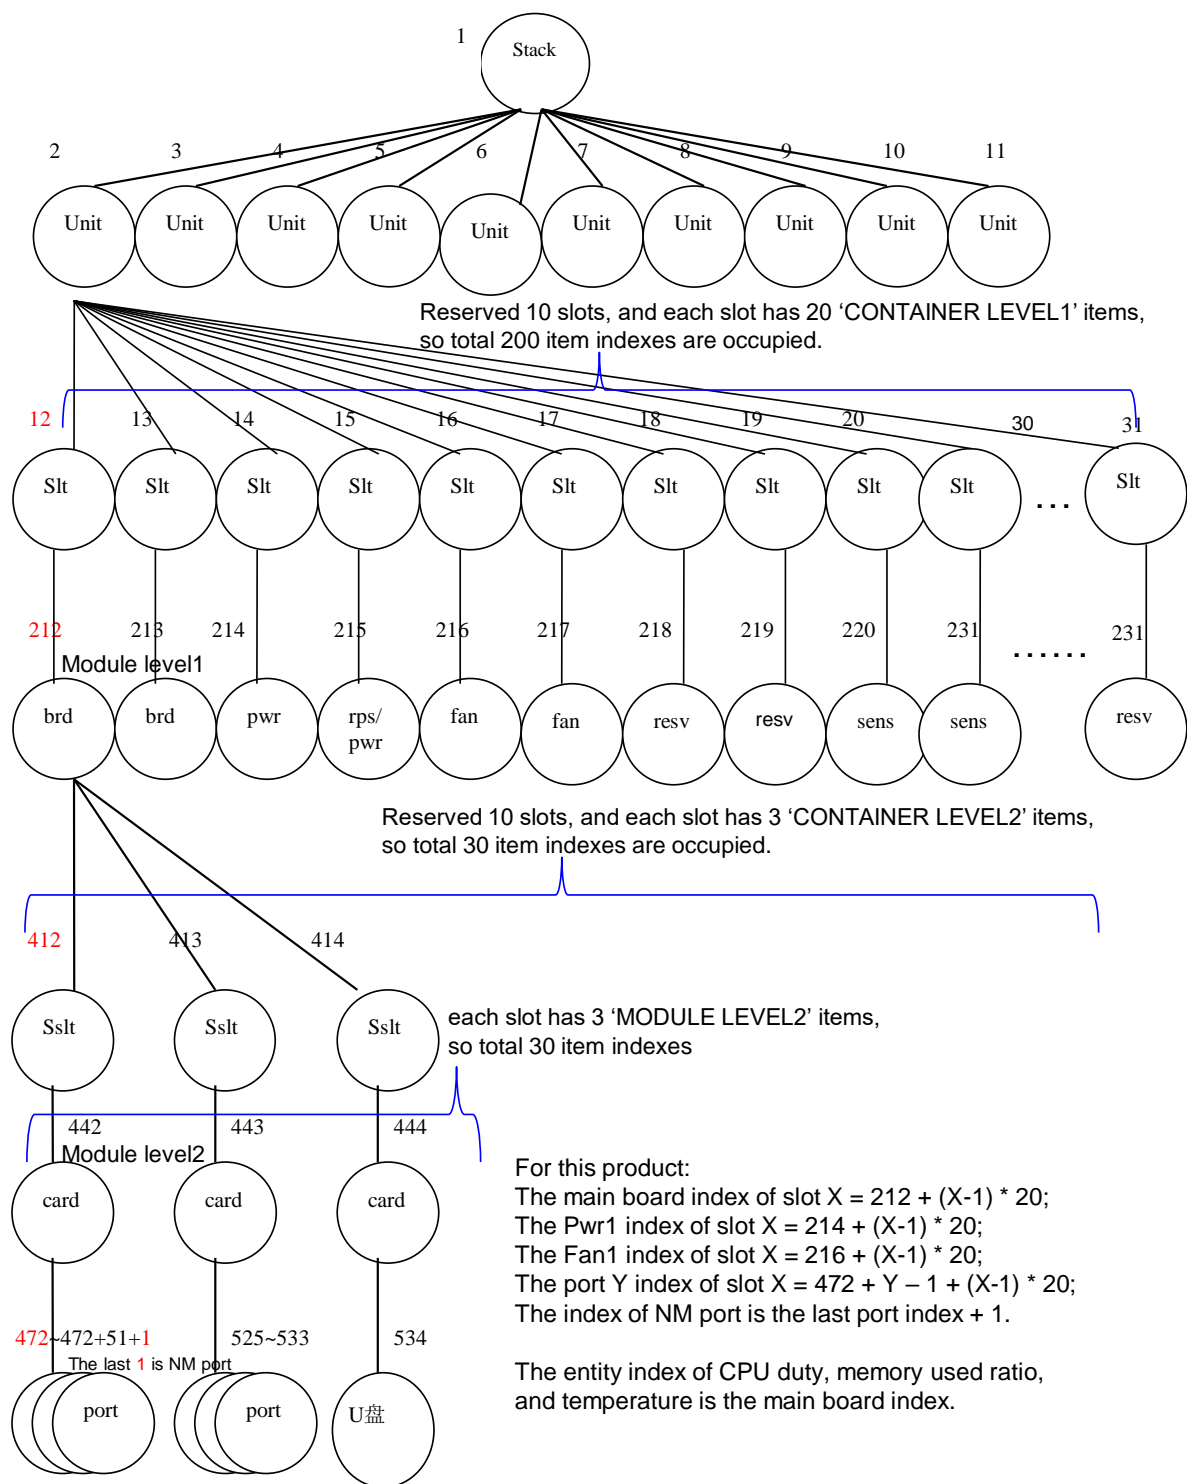 1
Stack
2 3 4 5 6 7 8 9 10 11
Unit Unit Unit Unit Unit Unit Unit Unit Unit Unit
Reserved 10 slots, and each slot has 20 ‘CONTAINER LEVEL1’ items,
so total 200 item indexes are occupied.
12 13 14 15 16 17 18 19 20 30 31
Slt Slt Slt Slt Slt Slt Slt Slt Slt Slt ... Slt
212 213 214 215 216 217 218 219 220 231 ...... 231
Module level1
brd brd pwr rps/ fan fan resv resv sens sens resv
pwr
Reserved 10 slots, and each slot has 3 ‘CONTAINER LEVEL2’ items,
so total 30 item indexes are occupied.
412 413 414
Sslt Sslt Sslt
each slot has 3 ‘MODULE LEVEL2’ items,
so total 30 item indexes
442 443 444
Module level2
card card card
For this product:
The main board index of slot X = 212 + (X-1) * 20;
The Pwr1 index of slot X = 214 + (X-1) * 20;
The Fan1 index of slot X = 216 + (X-1) * 20;
The port Y index of slot X = 472 + Y – 1 + (X-1) * 20;
The index of NM port is the last port index + 1.
472~472+51+1 525~533 534
The last 1 is NM port
port port U盘
The entity index of CPU duty, memory used ratio,
and temperature is the main board index.